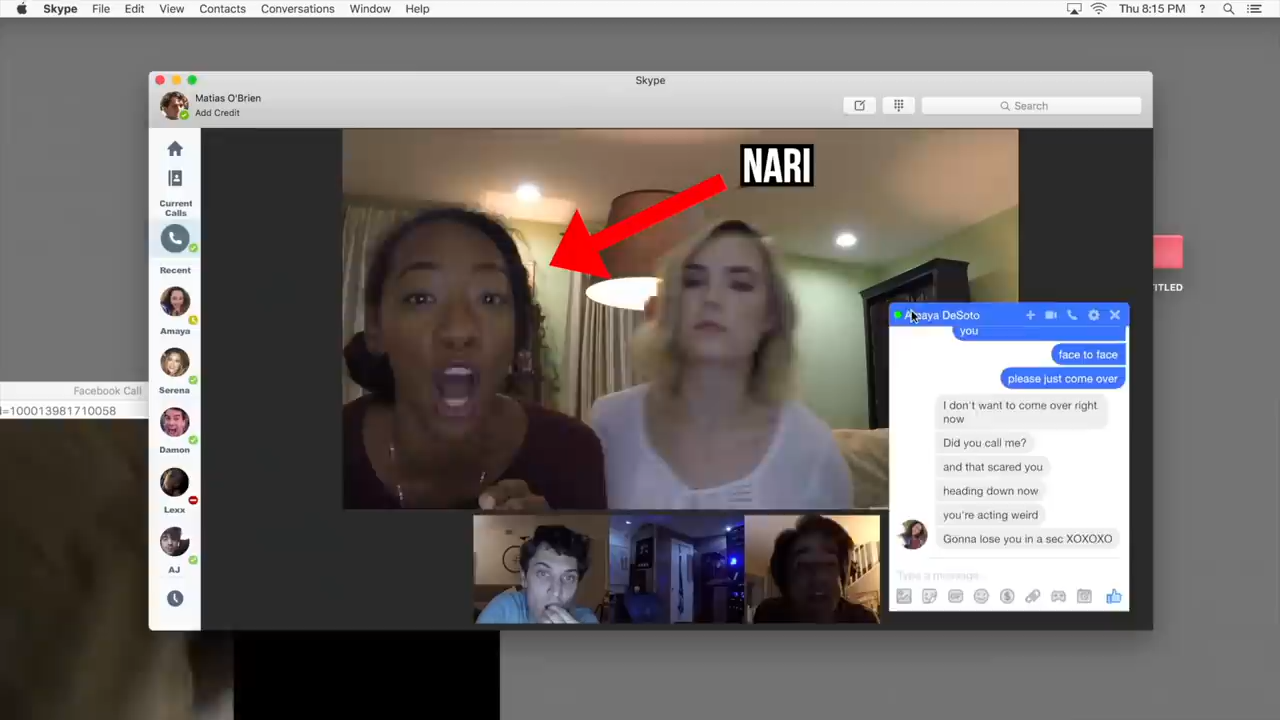 Skype File Edit View Contacts Conversations Window Help Thu 8:15 PM ?
Skype
Matias O'Brien
Add Credit
Search
NARI
Current
Calls
Recent
Amaya
Serena
Damon
Lexx
AJ
TITLED
Facebook Call
d=100013981710058
Amaya DeSoto
you
face to face
please just come over
I don't want to come over right
now
Did you call me?
and that scared you
heading down now
you're acting weird
Gonna lose you in a sec XOXOXO
Type a message...
GIF